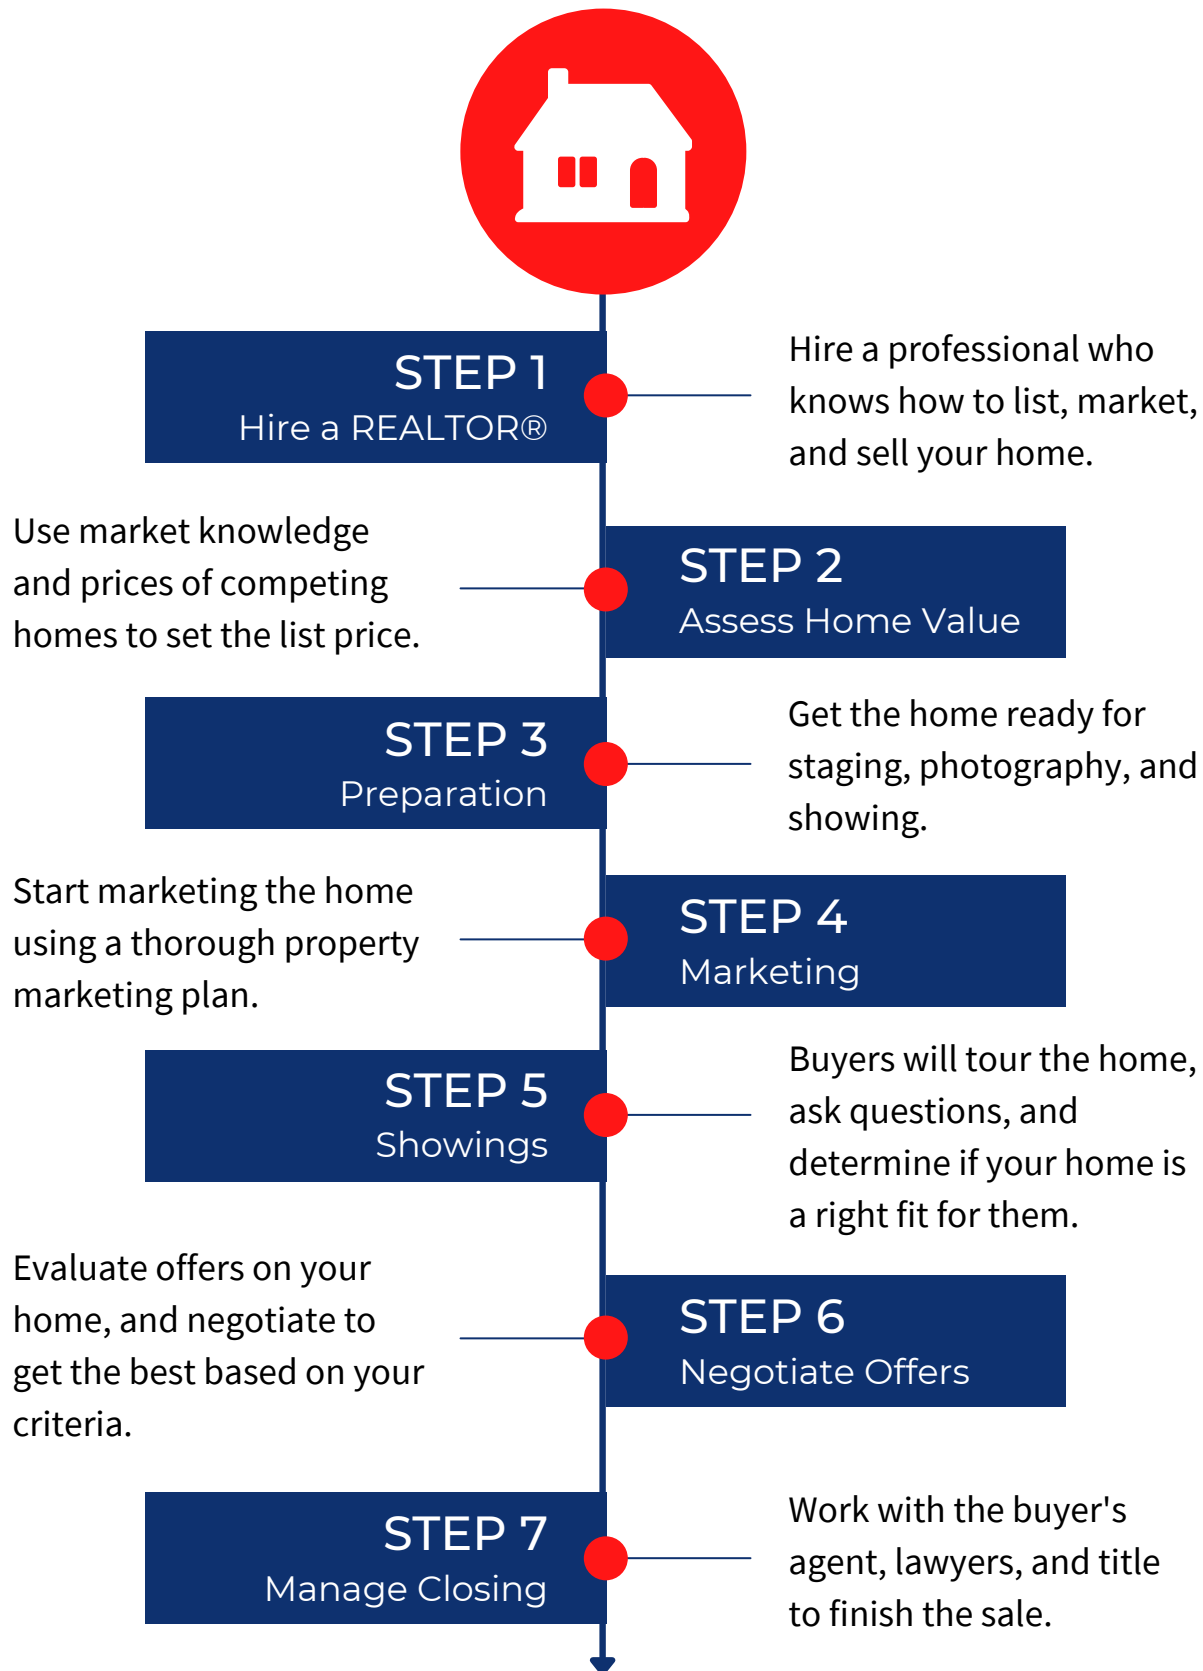 STEP 1
Hire a REALTOR®
Hire a professional who
knows how to list, market,
and sell your home.
STEP 2
Assess Home Value
Use market knowledge
and prices of competing
homes to set the list price.
STEP 3
Preparation
Get the home ready for
staging, photography, and
showing.
STEP 4
Marketing
Start marketing the home
using a thorough property
marketing plan.
STEP 5
Showings
Buyers will tour the home,
ask questions, and
determine if your home is
a right fit for them.
STEP 6
Negotiate Offers
Evaluate offers on your
home, and negotiate to
get the best based on your
criteria.
STEP 7
Manage Closing
Work with the buyer's
agent, lawyers, and title
to finish the sale.